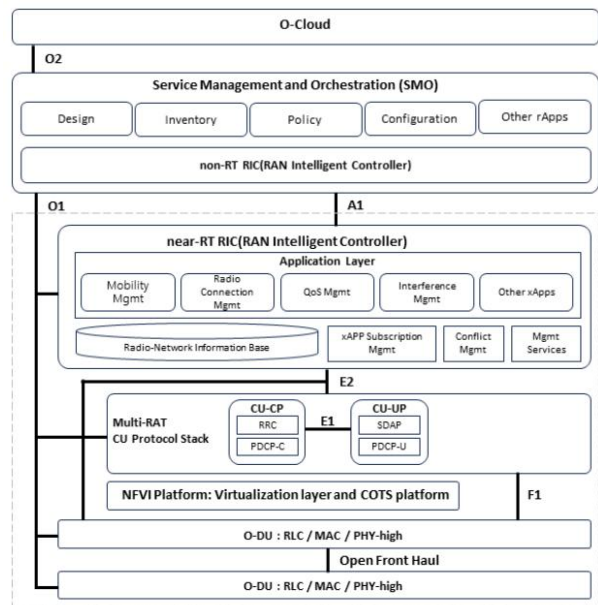 O-Cloud
O2
Service Management and Orchestration (SMO)
Design
Inventory
Policy
Configuration
Other rApps
non-RT RIC(RAN Intelligent Controller)
O1
A1
near-RT RIC(RAN Intelligent Controller)
Application Layer
Mobility
Mgmt
Radio
Connection
Mgmt
QoS Mgmt
Interference
Mgmt
Other xApps
Radio-Network Information Base
xAPP Subscription
Mgmt
Conflict
Mgmt
Mgmt
Services
E2
Multi-RAT
CU Protocol Stack
CU-CP
RRC
PDCP-C
E1
CU-UP
SDAP
PDCP-U
NFVI Platform: Virtualization layer and COTS platform
F1
O-DU : RLC / MAC / PHY-high
Open Front Haul
O-DU : RLC / MAC / PHY-high